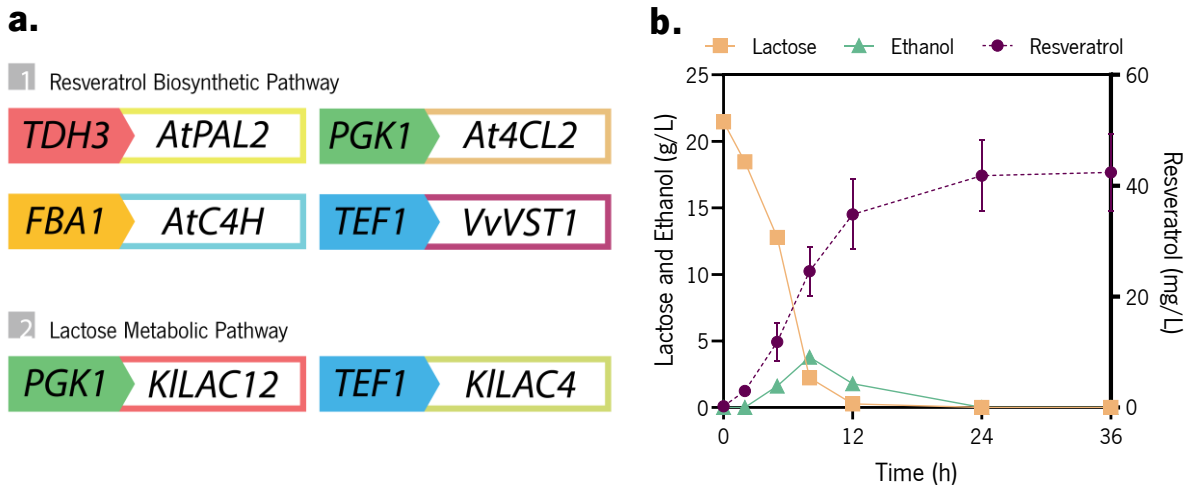 a.
1 Resveratrol Biosynthetic Pathway
TDH3 AtPAL2 PGK1 At4CL2
FBA1 AtC4H TEF1 VvVST1
2 Lactose Metabolic Pathway
PGK1 KlLAC12 TEF1 KlLAC4
b.
Lactose Ethanol Resveratrol
Lactose and Ethanol (g/L)
25
20
15
10
5
0
60
40
20
0
Resveratrol (mg/L)
0 12 24 36
Time (h)